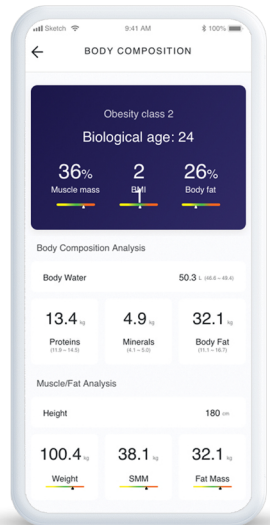 Sketch 9:41 AM 100%
BODY COMPOSITION
Obesity class 2
Biological age: 24
36% 2 26%
Muscle mass BMI Body fat
Body Composition Analysis
Body Water 50.3 L (46.6 – 48.4)
13.4 kg 4.9 kg 32.1 kg
Proteins Minerals Body Fat
(11.9 – 14.5) (4.1 – 5.0) (11.1 – 16.7)
Muscle/Fat Analysis
Height 180 cm
100.4 kg 38.1 kg 32.1 kg
Weight SMM Fat Mass